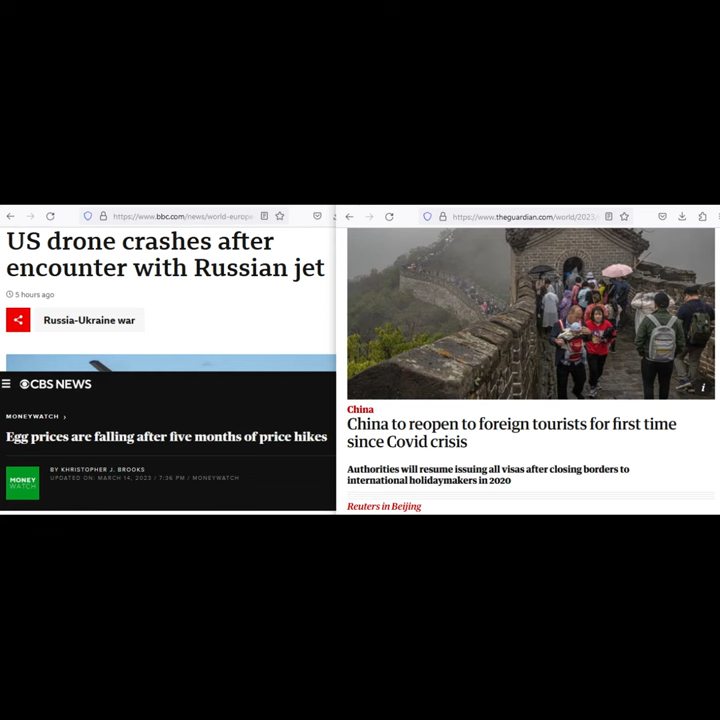 https://www.bbc.com/news/world-europe
US drone crashes after
encounter with Russian jet
5 hours ago
Russia-Ukraine war
CBS NEWS
MONEYWATCH >
Egg prices are falling after five months of price hikes
MONEY
WATCH
BY KHRISTOPHER J. BROOKS
UPDATED ON: MARCH 14, 2023 / 7:36 PM / MONEYWATCH
https://www.theguardian.com/world/2023/
i
China
China to reopen to foreign tourists for first time
since Covid crisis
Authorities will resume issuing all visas after closing borders to
international holidaymakers in 2020
Reuters in Beijing